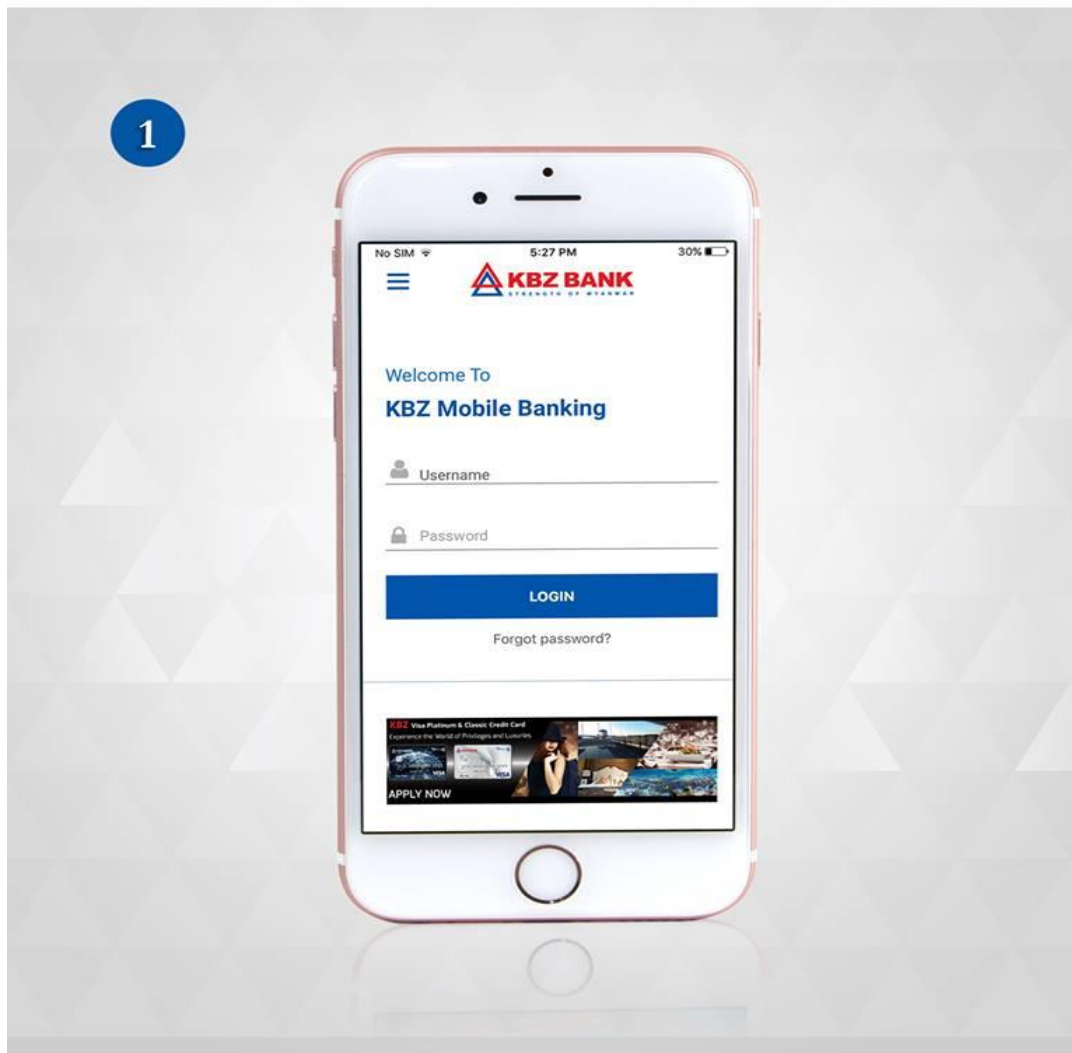 1
No SIM 5:27 PM 30%
KBZ BANK
STRENGTH OF MYANMAR
Welcome To
KBZ Mobile Banking
Username
Password
LOGIN
Forgot password?
KBZ Visa Platinum & Classic Credit Card
Experience the World of Privileges and Luxuries
VISA
VISA
APPLY NOW